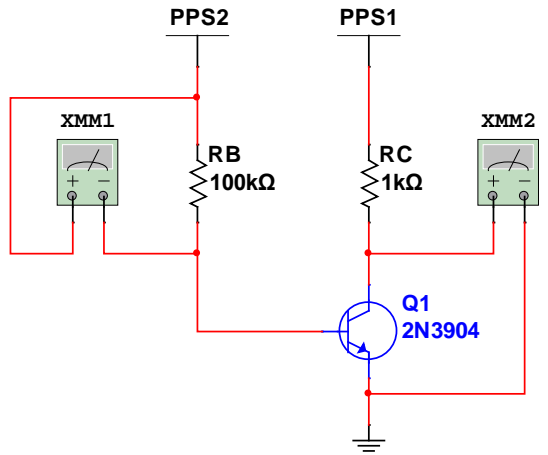 PPS2
PPS1
XMM1
XMM2
RB
100kΩ
RC
1kΩ
+ −
+ −
Q1
2N3904